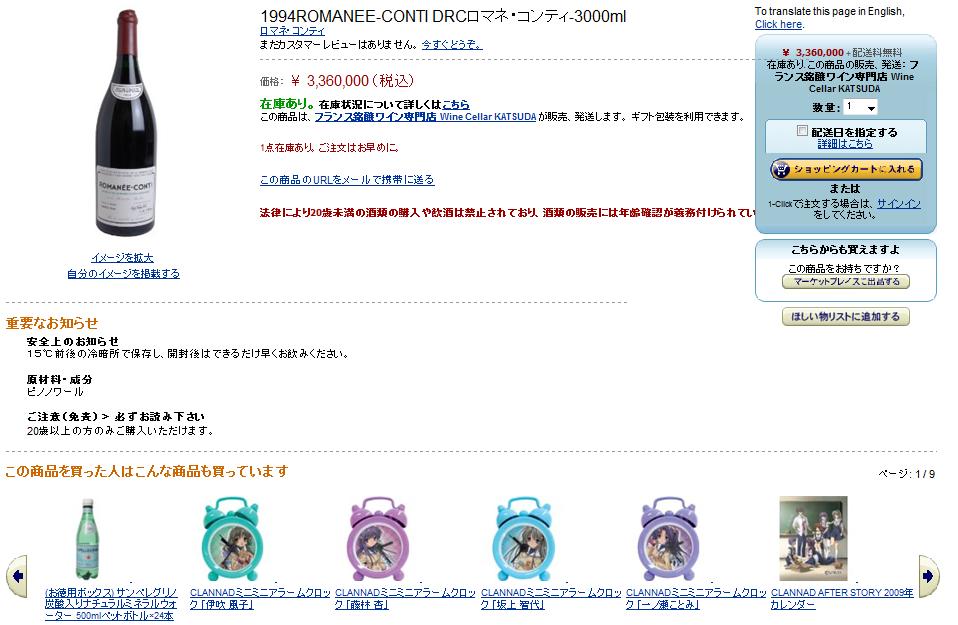 1994ROMANEE-CONTI DRCロマネ・コンティ-3000ml
ロマネ・コンティ
まだカスタマーレビューはありません。今すぐどうぞ。
価格: ￥ 3,360,000 (税込)
在庫あり。 在庫状況について詳しくはこちら
この商品は、フランス銘醸ワイン専門店 Wine Cellar KATSUDA が販売、発送します。 ギフト包装を利用できます。
1点在庫あり。ご注文はお早めに。
この商品のURLをメールで携帯に送る
法律により20歳未満の酒類の購入や飲酒は禁止されており、酒類の販売には年齢確認が義務付けられてい
ROMANÉE-CONTI
イメージを拡大
自分のイメージを掲載する
To translate this page in English,
Click here.
￥ 3,360,000 + 配送料無料
在庫あり。この商品の販売、発送: フ
ランス銘醸ワイン専門店 Wine
Cellar KATSUDA
数量: 1
配送日を指定する
詳細はこちら
ショッピングカートに入れる
または
1-Clickで注文する場合は、サインイン
をしてください。
こちらからも買えますよ
この商品をお持ちですか？
マーケットプレイスに出品する
ほしい物リストに追加する
重要なお知らせ
安全上のお知らせ
15℃前後の冷暗所で保存し、開封後はできるだけ早くお飲みください。
原材料・成分
ピノノワール
ご注意(免責) > 必ずお読み下さい
20歳以上の方のみご購入いただけます。
この商品を買った人はこんな商品も買っています
ページ: 1 / 9
(お徳用ボックス) サンペレグリノ
炭酸入りナチュラルミネラルウォ
ーター 500mlペットボトル×24本
CLANNADミニミニアラームクロッ
ク 「伊吹 風子」
CLANNADミニミニアラームクロッ
ク 「藤林 杏」
CLANNADミニミニアラームクロッ
ク 「坂上 智代」
CLANNADミニミニアラームクロッ
ク 「一ノ瀬ことみ」
CLANNAD AFTER STORY 2009年
カレンダー